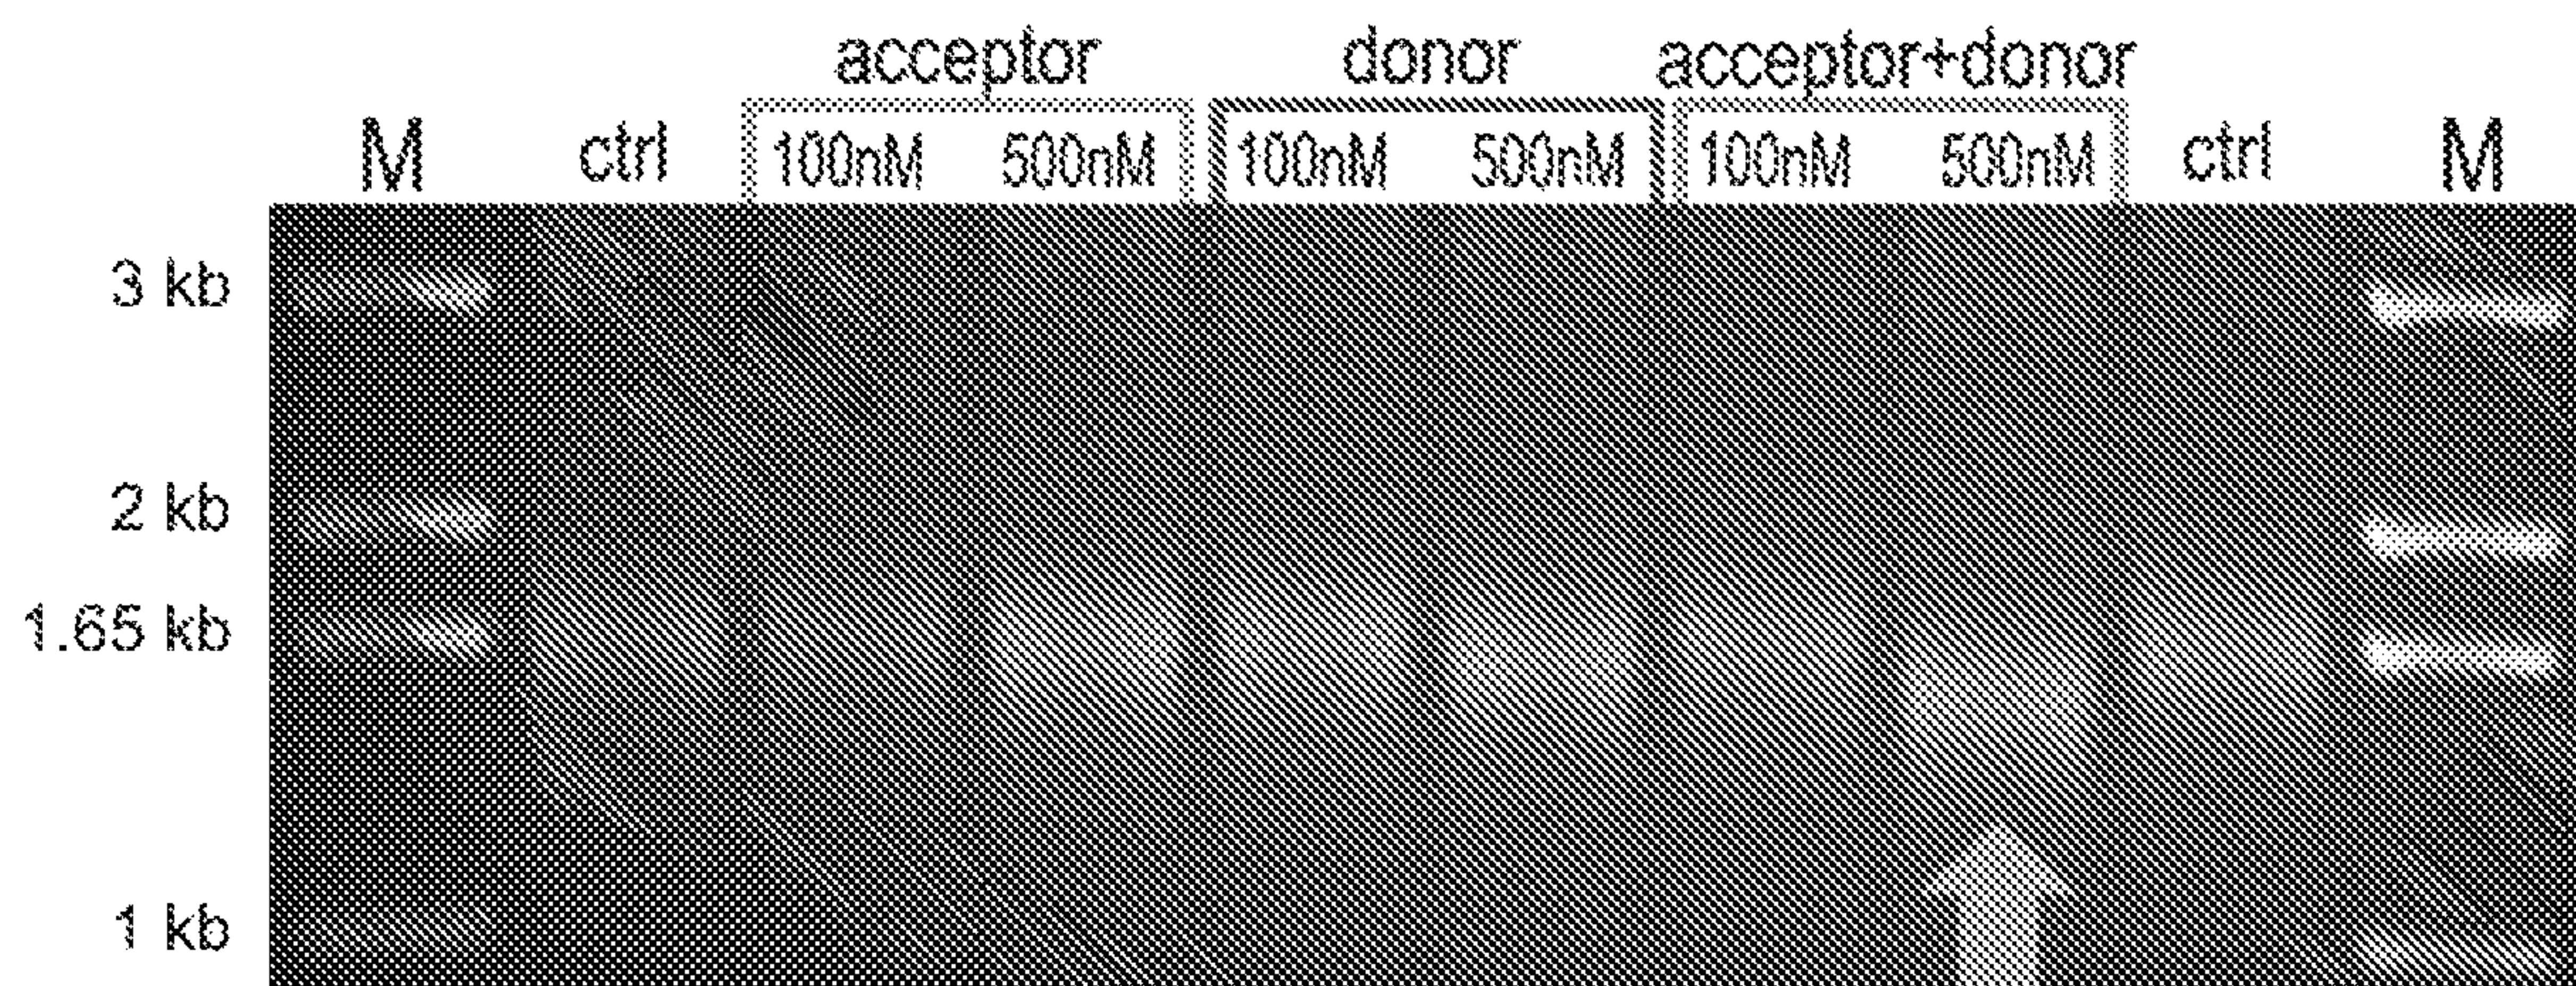 acceptor donor acceptor+donor
M ctrl 100nM 500nM 100nM 500nM 100nM 500nM ctrl M
3 kb
2 kb
1.65 kb
1 kb